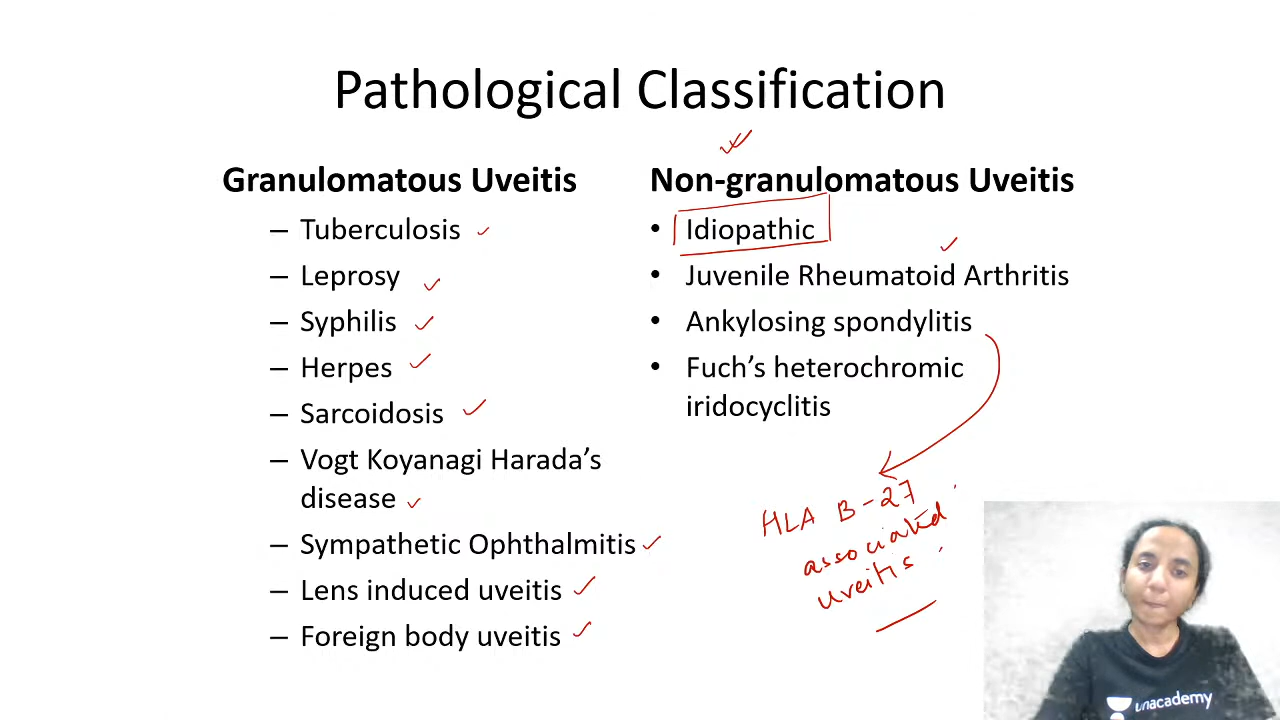 Pathological Classification
Granulomatous Uveitis
– Tuberculosis
– Leprosy
– Syphilis
– Herpes
– Sarcoidosis
– Vogt Koyanagi Harada’s
disease
– Sympathetic Ophthalmitis
– Lens induced uveitis
– Foreign body uveitis
Non-granulomatous Uveitis
• Idiopathic
• Juvenile Rheumatoid Arthritis
• Ankylosing spondylitis
• Fuch’s heterochromic
iridocyclitis
HLA B-27
associated
uveitis
unacademy